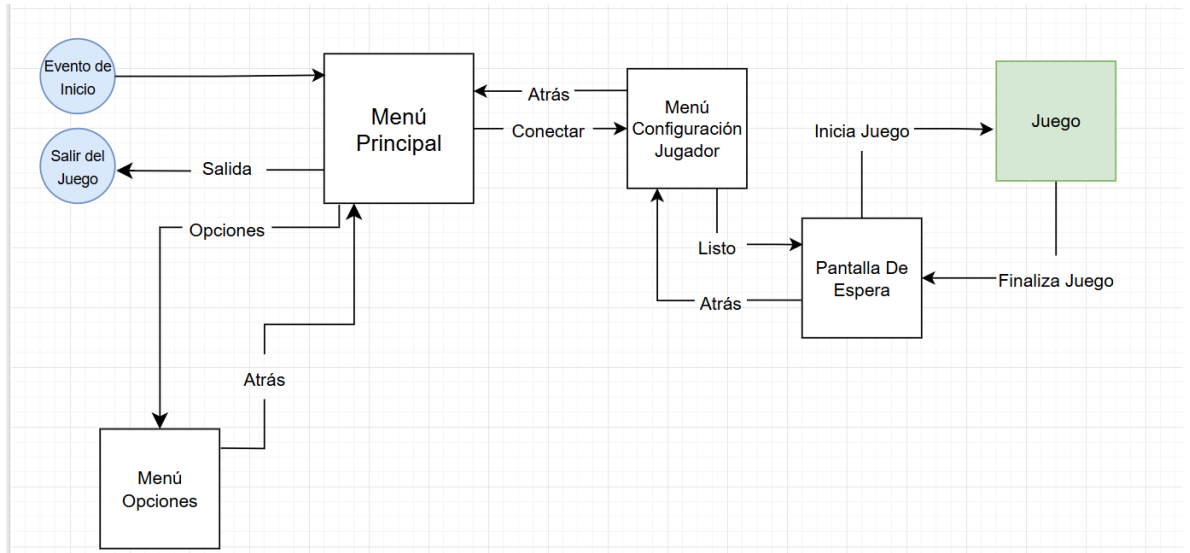 Evento de
Inicio
Menú
Principal
Atrás
Conectar
Menú
Configuración
Jugador
Inicia Juego
Juego
Salir del
Juego
Salida
Opciones
Listo
Atrás
Pantalla De
Espera
Finaliza Juego
Atrás
Menú
Opciones